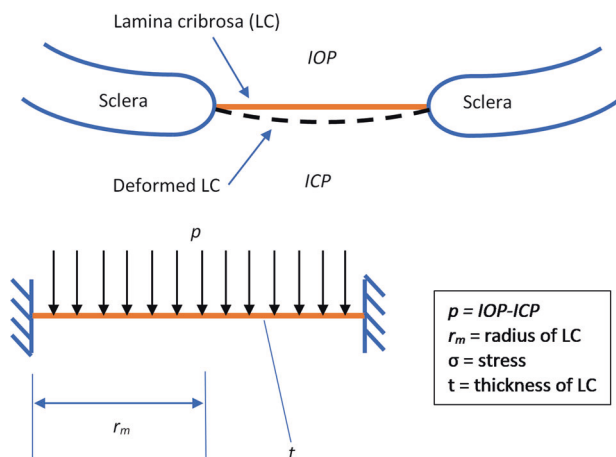 Lamina cribrosa (LC)
IOP
Sclera
Sclera
Deformed LC
ICP
p
p = IOP-ICP
rm = radius of LC
σ = stress
t = thickness of LC
rm
t